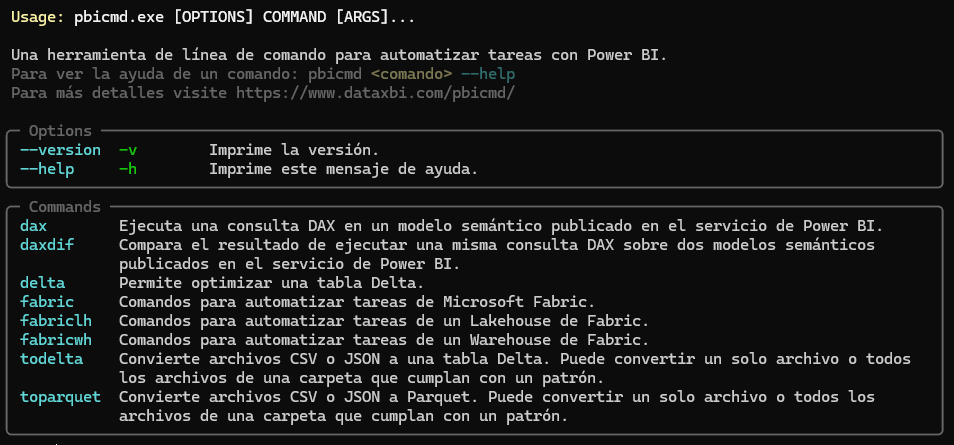 Usage: pbicmd.exe [OPTIONS] COMMAND [ARGS]...
Una herramienta de línea de comando para automatizar tareas con Power BI.
Para ver la ayuda de un comando: pbicmd <comando> --help
Para más detalles visite https://www.dataxbi.com/pbicmd/
Options
--version -v Imprime la versión.
--help -h Imprime este mensaje de ayuda.
Commands
dax Ejecuta una consulta DAX en un modelo semántico publicado en el servicio de Power BI.
daxdif Compara el resultado de ejecutar una misma consulta DAX sobre dos modelos semánticos
publicados en el servicio de Power BI.
delta Permite optimizar una tabla Delta.
fabric Comandos para automatizar tareas de Microsoft Fabric.
fabriclh Comandos para automatizar tareas de un Lakehouse de Fabric.
fabricwh Comandos para automatizar tareas de un Warehouse de Fabric.
todelta Convierte archivos CSV o JSON a una tabla Delta. Puede convertir un solo archivo o todos
los archivos de una carpeta que cumplan con un patrón.
toparquet Convierte archivos CSV o JSON a Parquet. Puede convertir un solo archivo o todos los
archivos de una carpeta que cumplan con un patrón.